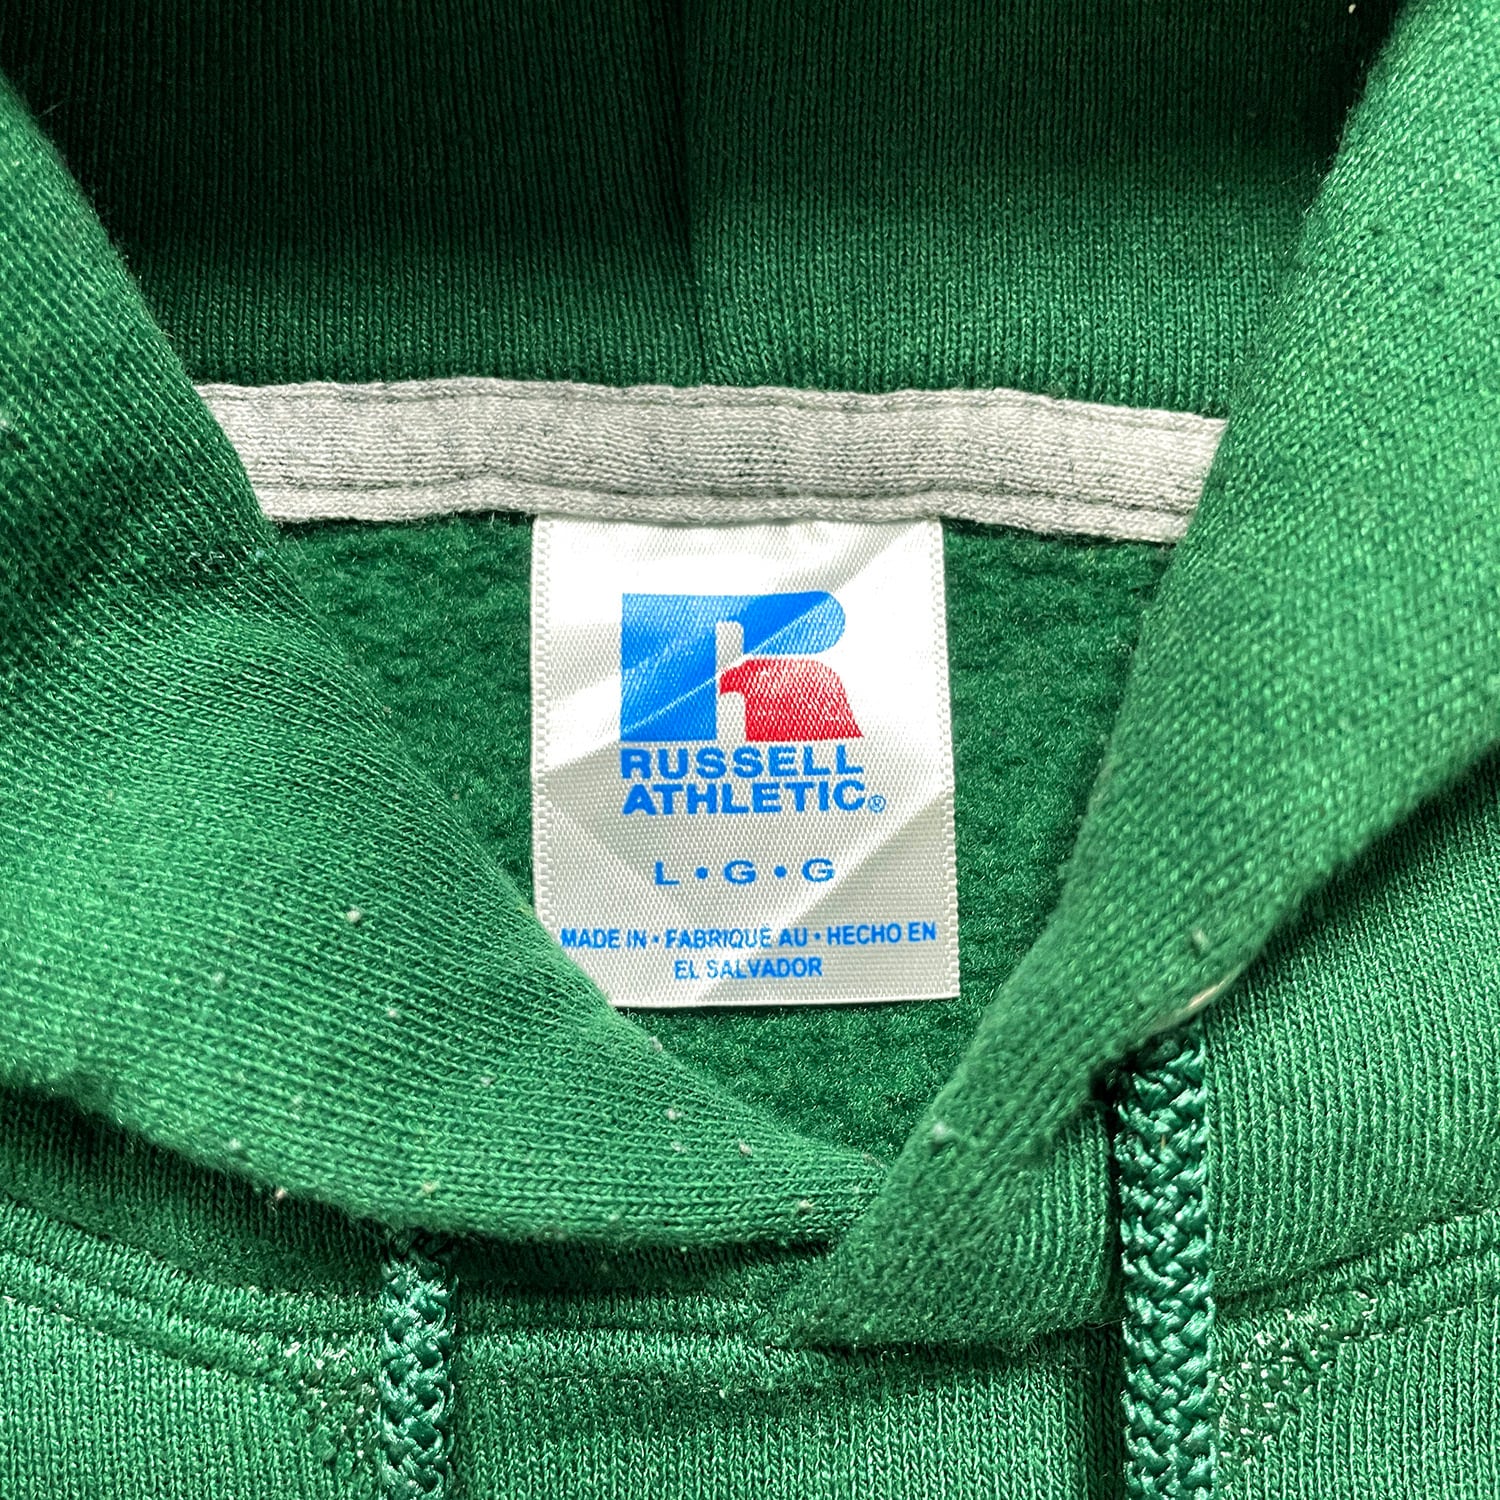 RUSSELL
ATHLETIC®
L • G • G
MADE IN • FABRIQUE AU • HECHO EN
EL SALVADOR